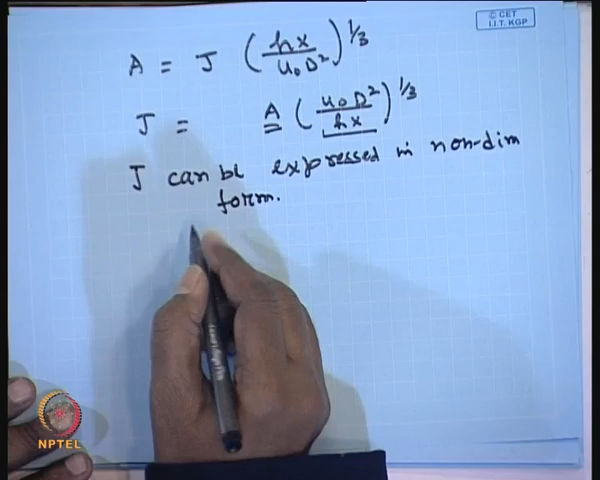 © CET
I.I.T. KGP
A = J (hx / u₀D²)^1/3
J = A (u₀D² / hx)^1/3
J can be expressed in non-dim
form.
NPTEL